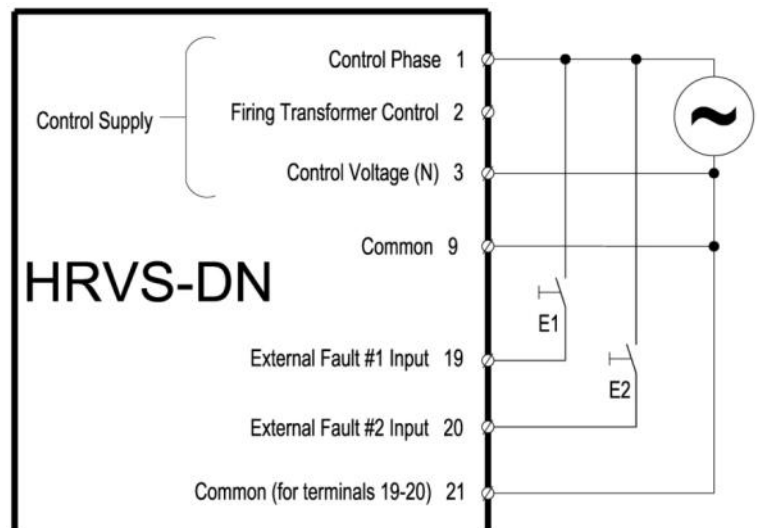 Control Phase 1
Control Supply
Firing Transformer Control 2
Control Voltage (N) 3
Common 9
HRVS-DN
E1
External Fault #1 Input 19
E2
External Fault #2 Input 20
Common (for terminals 19-20) 21